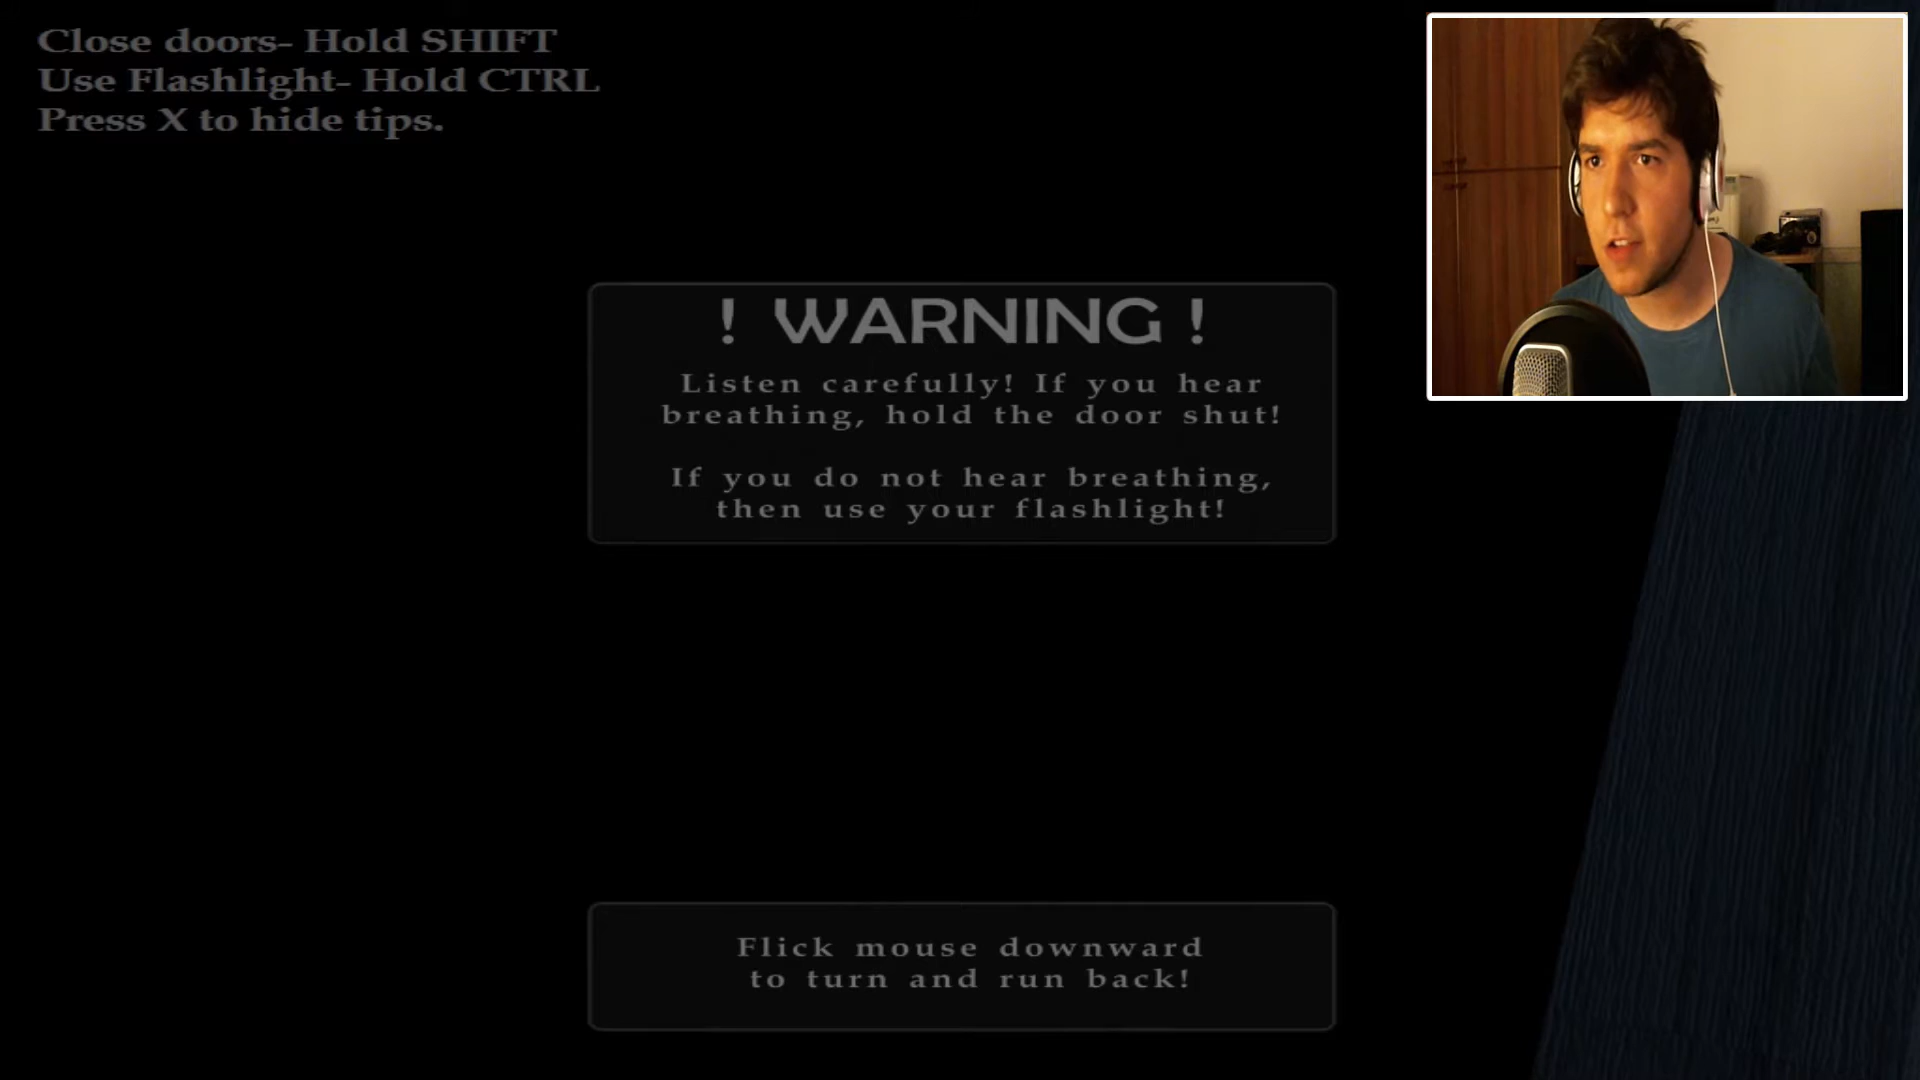 Close doors- Hold SHIFT
Use Flashlight- Hold CTRL
Press X to hide tips.
! WARNING !
Listen carefully! If you hear
breathing, hold the door shut!
If you do not hear breathing,
then use your flashlight!
Flick mouse downward
to turn and run back!